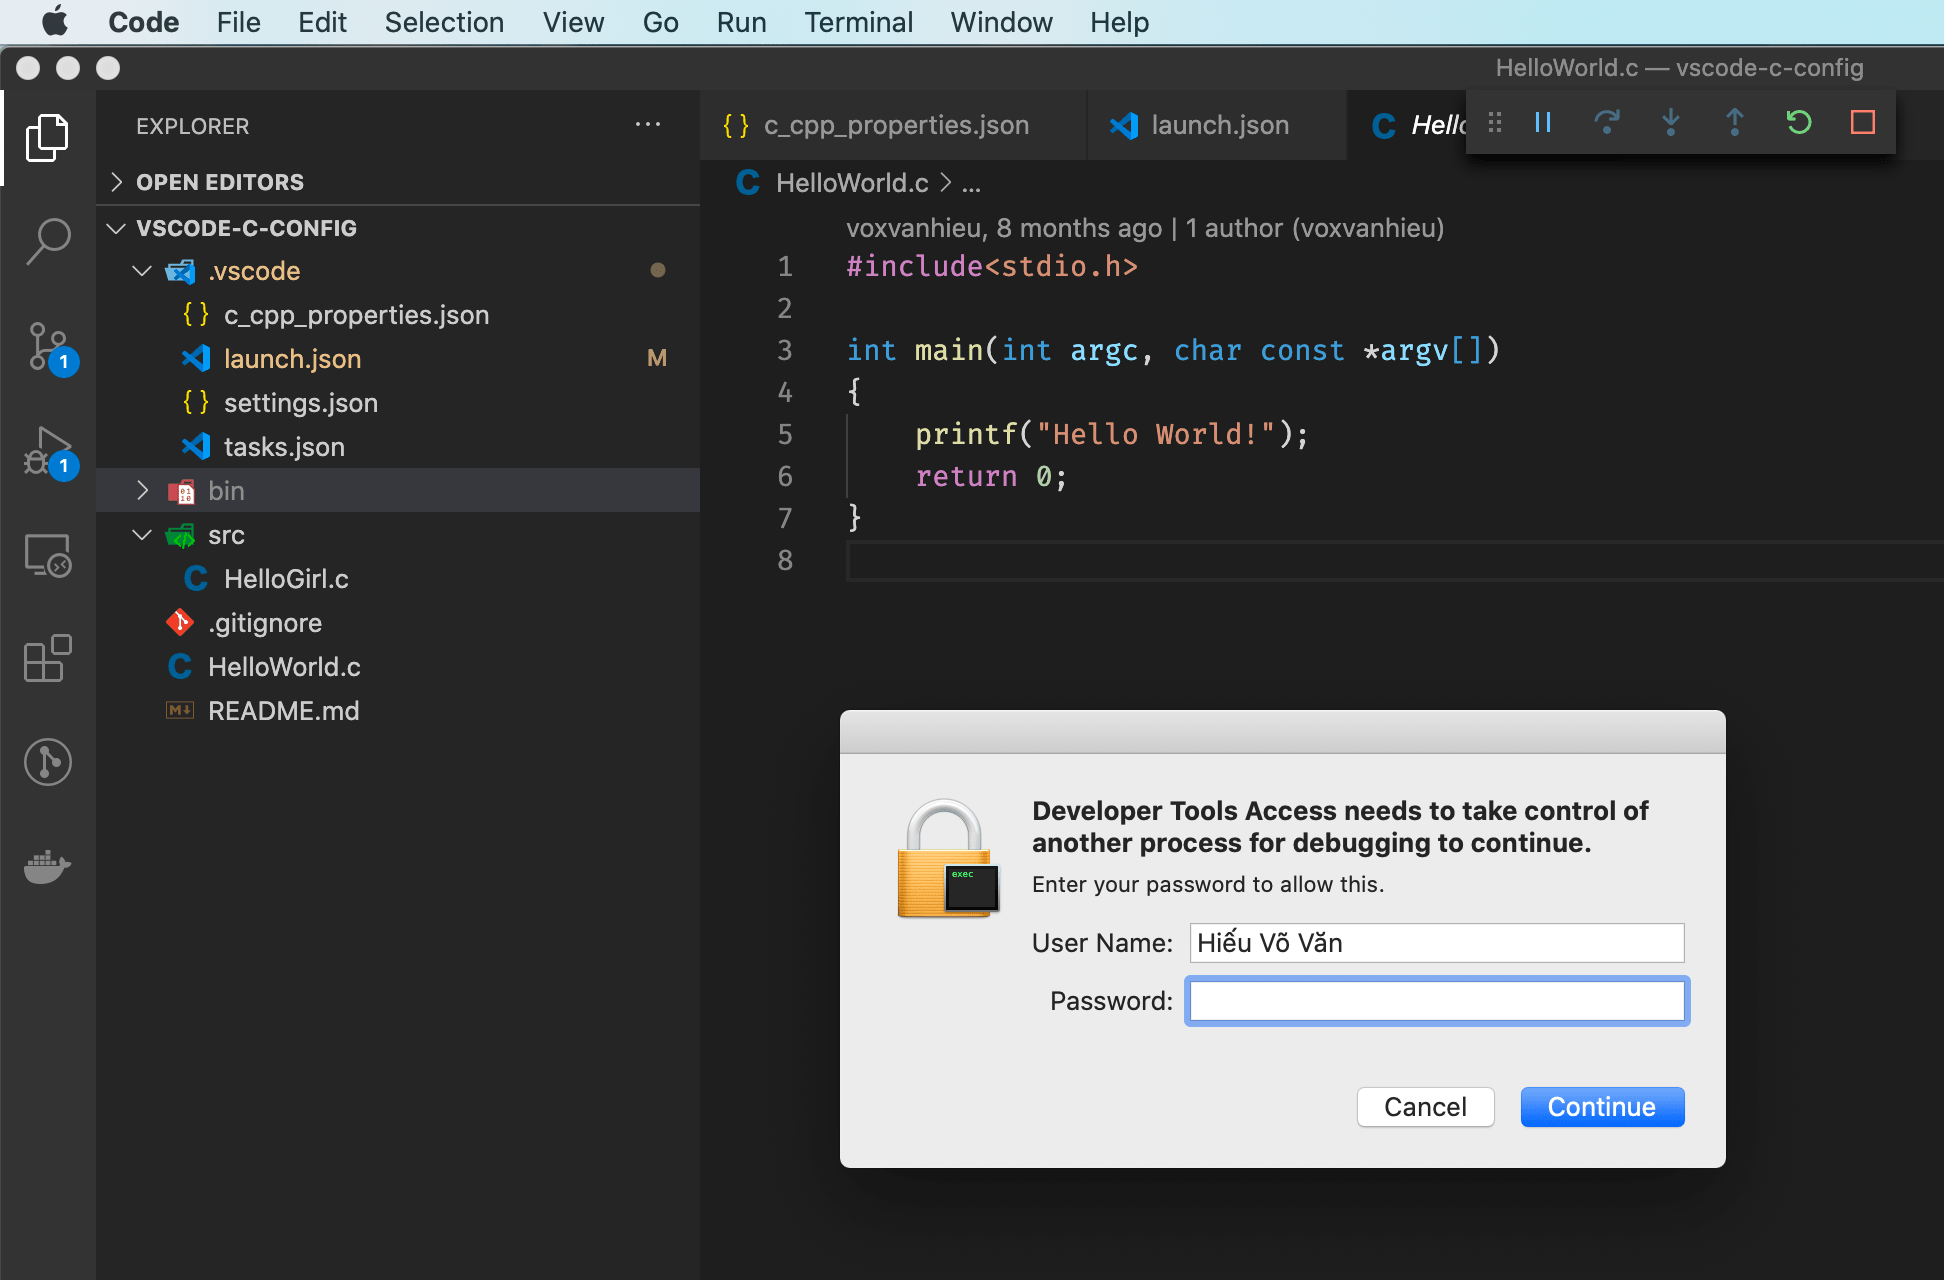 Code File Edit Selection View Go Run Terminal Window Help
HelloWorld.c — vscode-c-config
EXPLORER
OPEN EDITORS
VSCODE-C-CONFIG
.vscode
c_cpp_properties.json
launch.json M
settings.json
tasks.json
bin
src
HelloGirl.c
.gitignore
HelloWorld.c
README.md
1
1
{ } c_cpp_properties.json
launch.json
C Hello
C HelloWorld.c > ...
voxvanhieu, 8 months ago | 1 author (voxvanhieu)
1 #include<stdio.h>
2
3 int main(int argc, char const *argv[])
4 {
5 printf("Hello World!");
6 return 0;
7 }
8
exec
Developer Tools Access needs to take control of
another process for debugging to continue.
Enter your password to allow this.
User Name: Hiếu Võ Văn
Password:
Cancel Continue